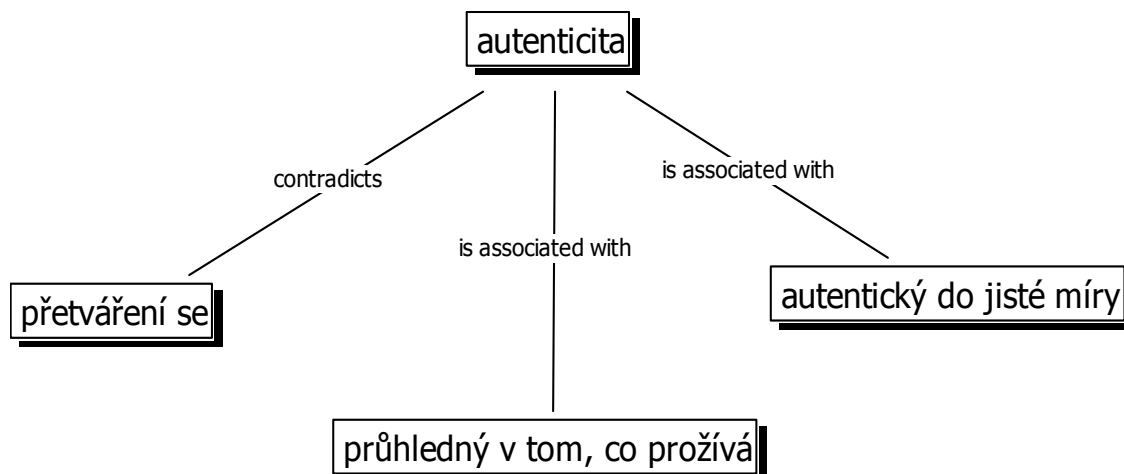 autenticita
contradicts
is associated with
is associated with
přetváření se
autentický do jisté míry
průhledný v tom, co prožívá